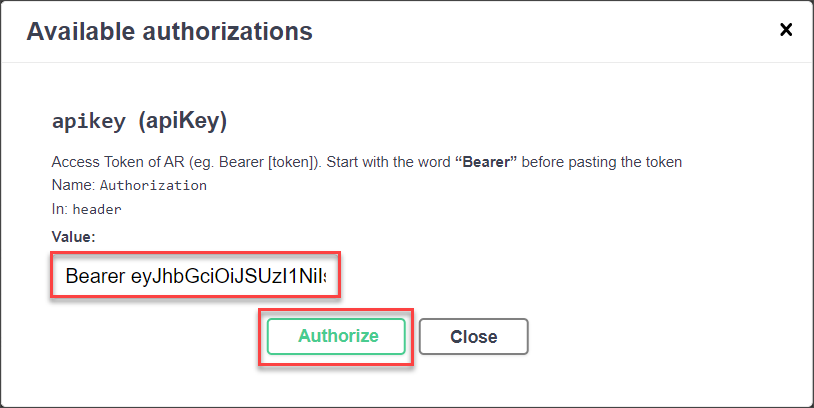 Available authorizations
apikey (apiKey)
Access Token of AR (eg. Bearer [token]). Start with the word “Bearer” before pasting the token
Name: Authorization
In: header
Value:
Bearer eyJhbGciOiJSUzI1NiIs
Authorize Close